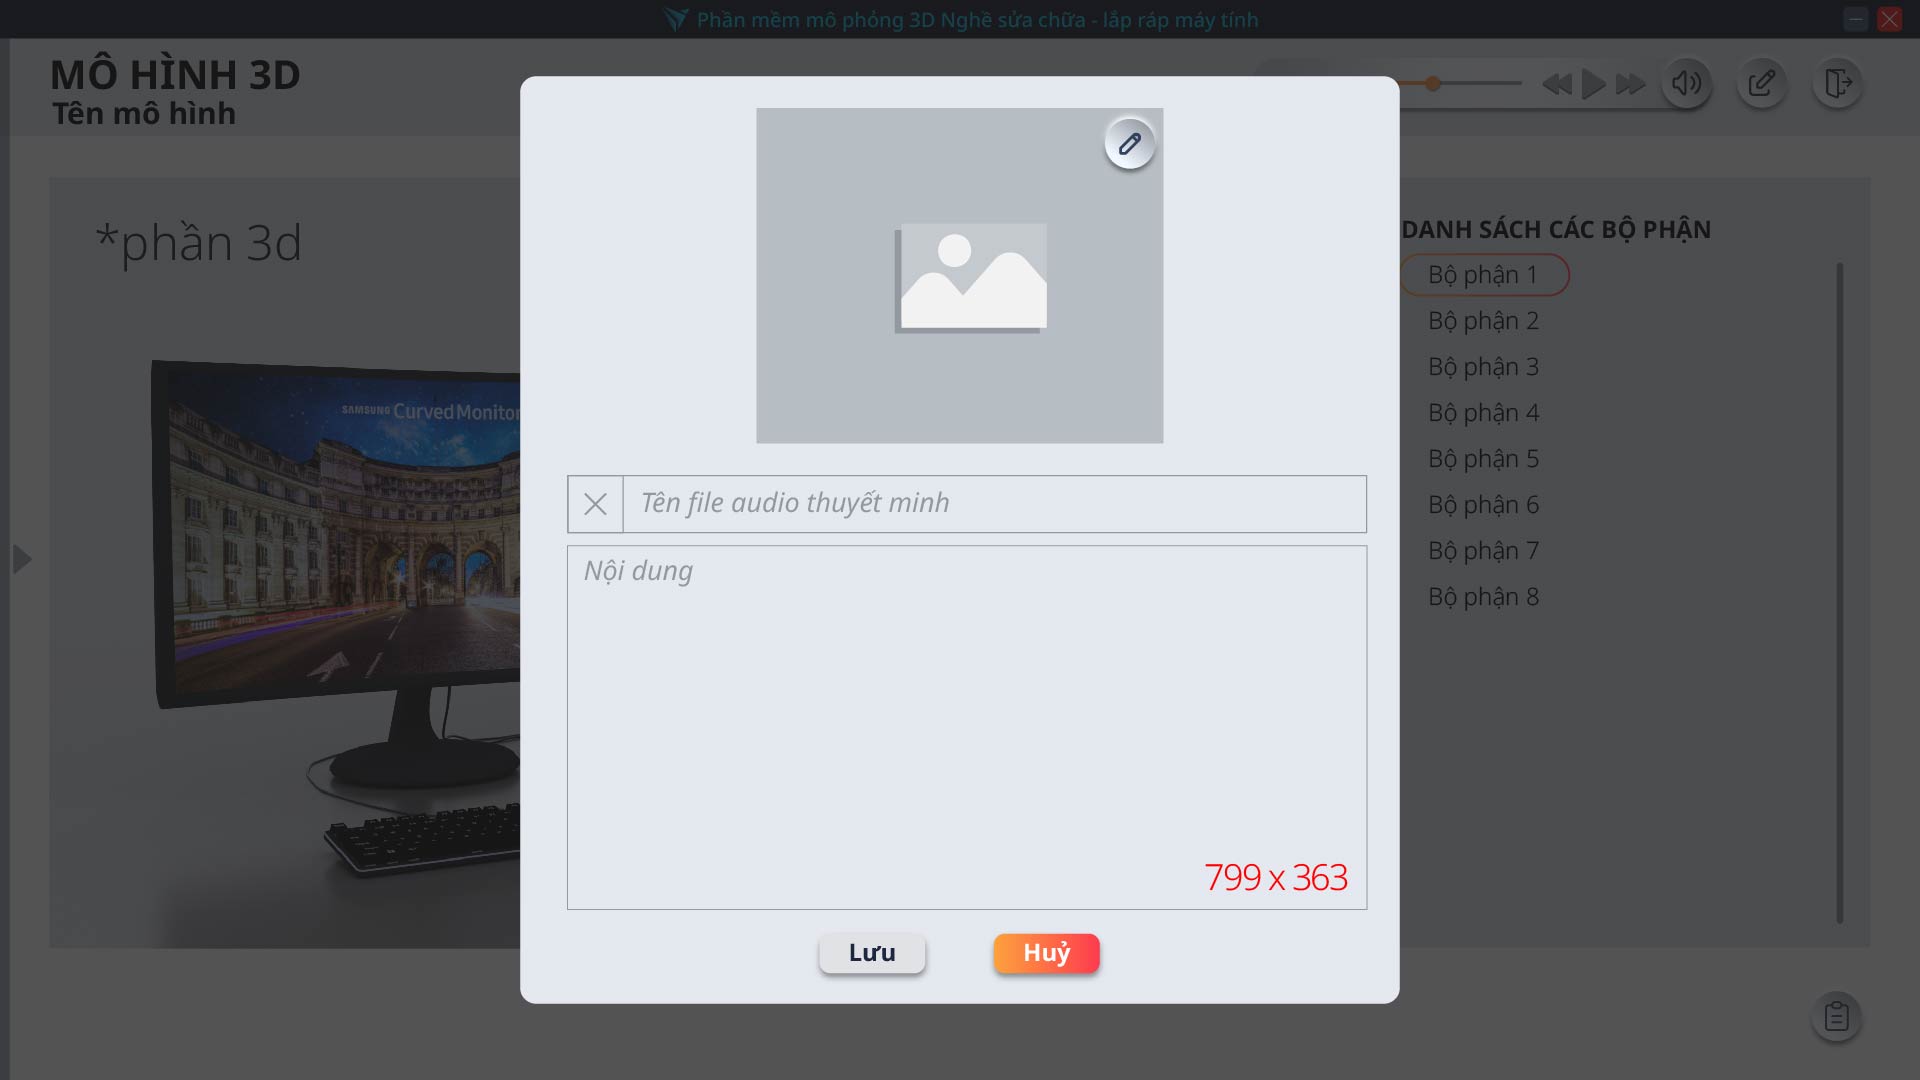 Phần mềm mô phỏng 3D Nghề sửa chữa - lắp ráp máy tính
MÔ HÌNH 3D
Tên mô hình
*phần 3d
SAMSUNG Curved Monitor
Tên file audio thuyết minh
Nội dung
799 x 363
Lưu
Huỷ
DANH SÁCH CÁC BỘ PHẬN
Bộ phận 1
Bộ phận 2
Bộ phận 3
Bộ phận 4
Bộ phận 5
Bộ phận 6
Bộ phận 7
Bộ phận 8